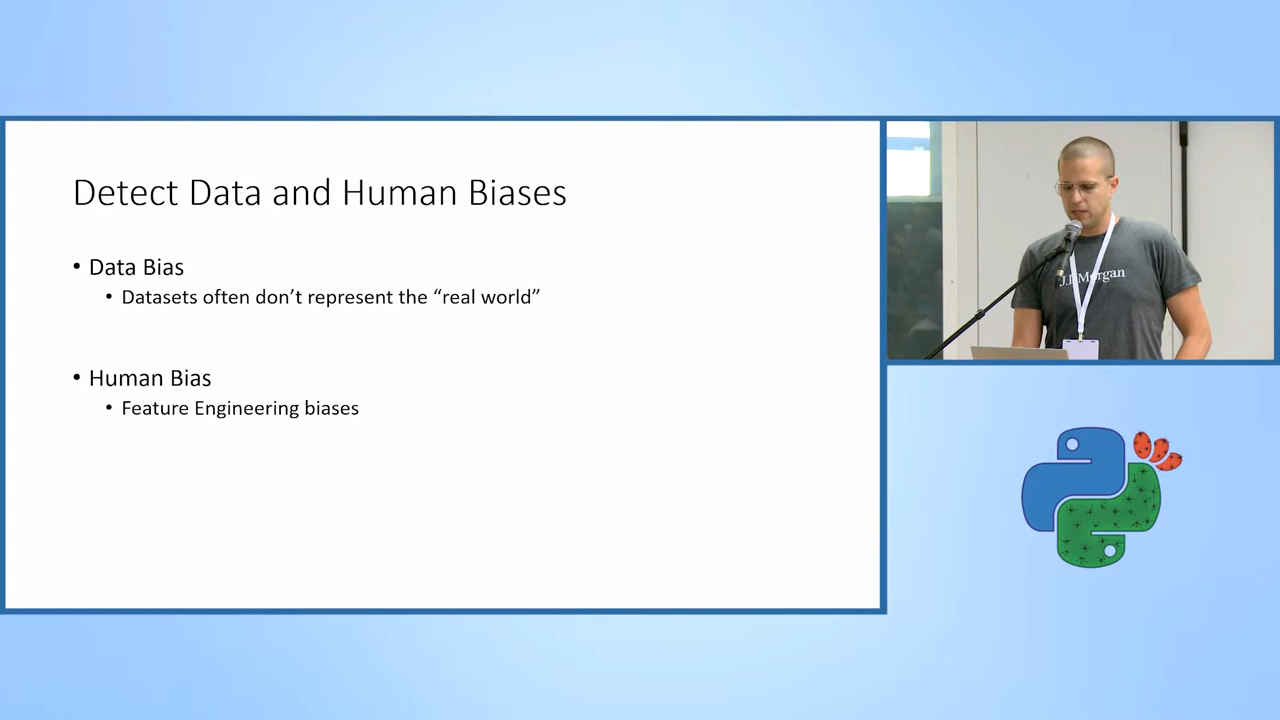 Detect Data and Human Biases
• Data Bias
• Datasets often don’t represent the “real world”
• Human Bias
• Feature Engineering biases
J.P.Morgan